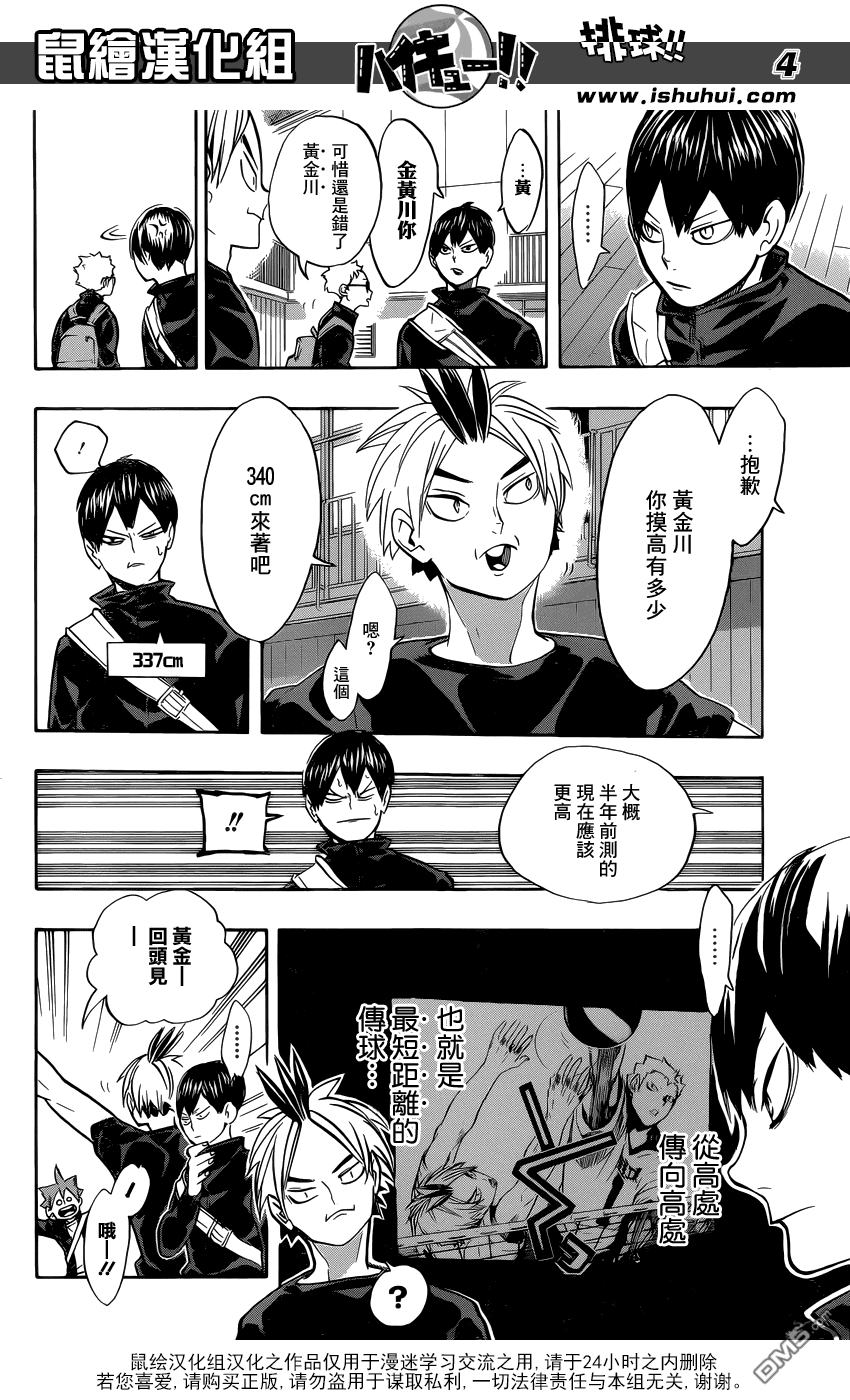 鼠繪漢化組
ハイキュー!!
排球!!
4
www.ishuhui.com
……
…黃
金黃川你
可惜還是錯了
黃金川
…抱歉
黃金川
你摸高有多少
嗯?
這個
340
cm來著吧
!
337cm
大概
半年前測的
現在應該
更高
!!
……
從高處
傳向高處
也就是
最短距離的
傳球…
?
黃金—
回頭見
—
……
哦—!!
鼠绘汉化组汉化之作品仅用于漫迷学习交流之用, 请于24小时之内删除
若您喜爱, 请购买正版, 请勿盗用于谋取私利, 一切法律责任与本组无关, 谢谢.